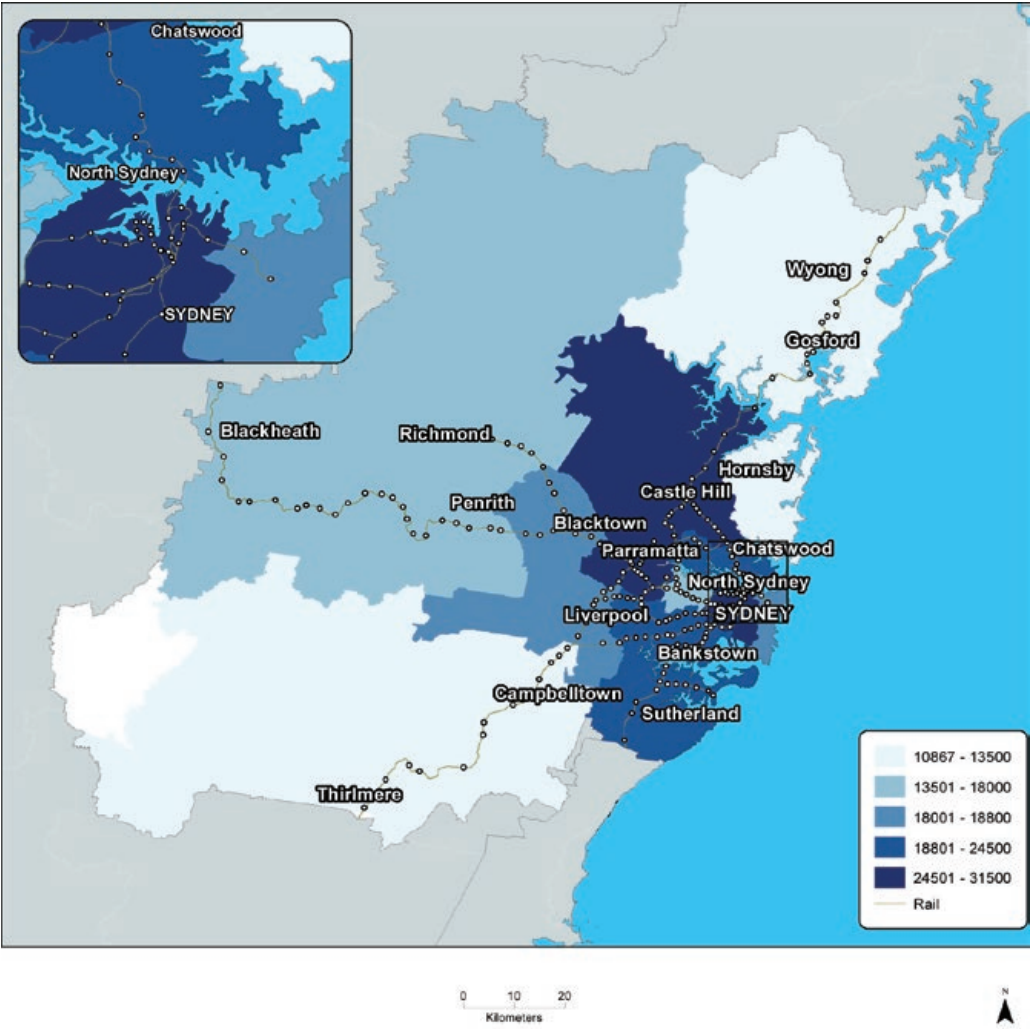 Chatswood
North Sydney
SYDNEY
Wyong
Gosford
Blackheath
Richmond
Hornsby
Penrith
Castle Hill
Blacktown
Parramatta
Chatswood
North Sydney
Liverpool
SYDNEY
Bankstown
Campbelltown
Sutherland
Thirlmere
10867 - 13500
13501 - 18000
18001 - 18800
18801 - 24500
24501 - 31500
Rail
0 10 20
Kilometers
N